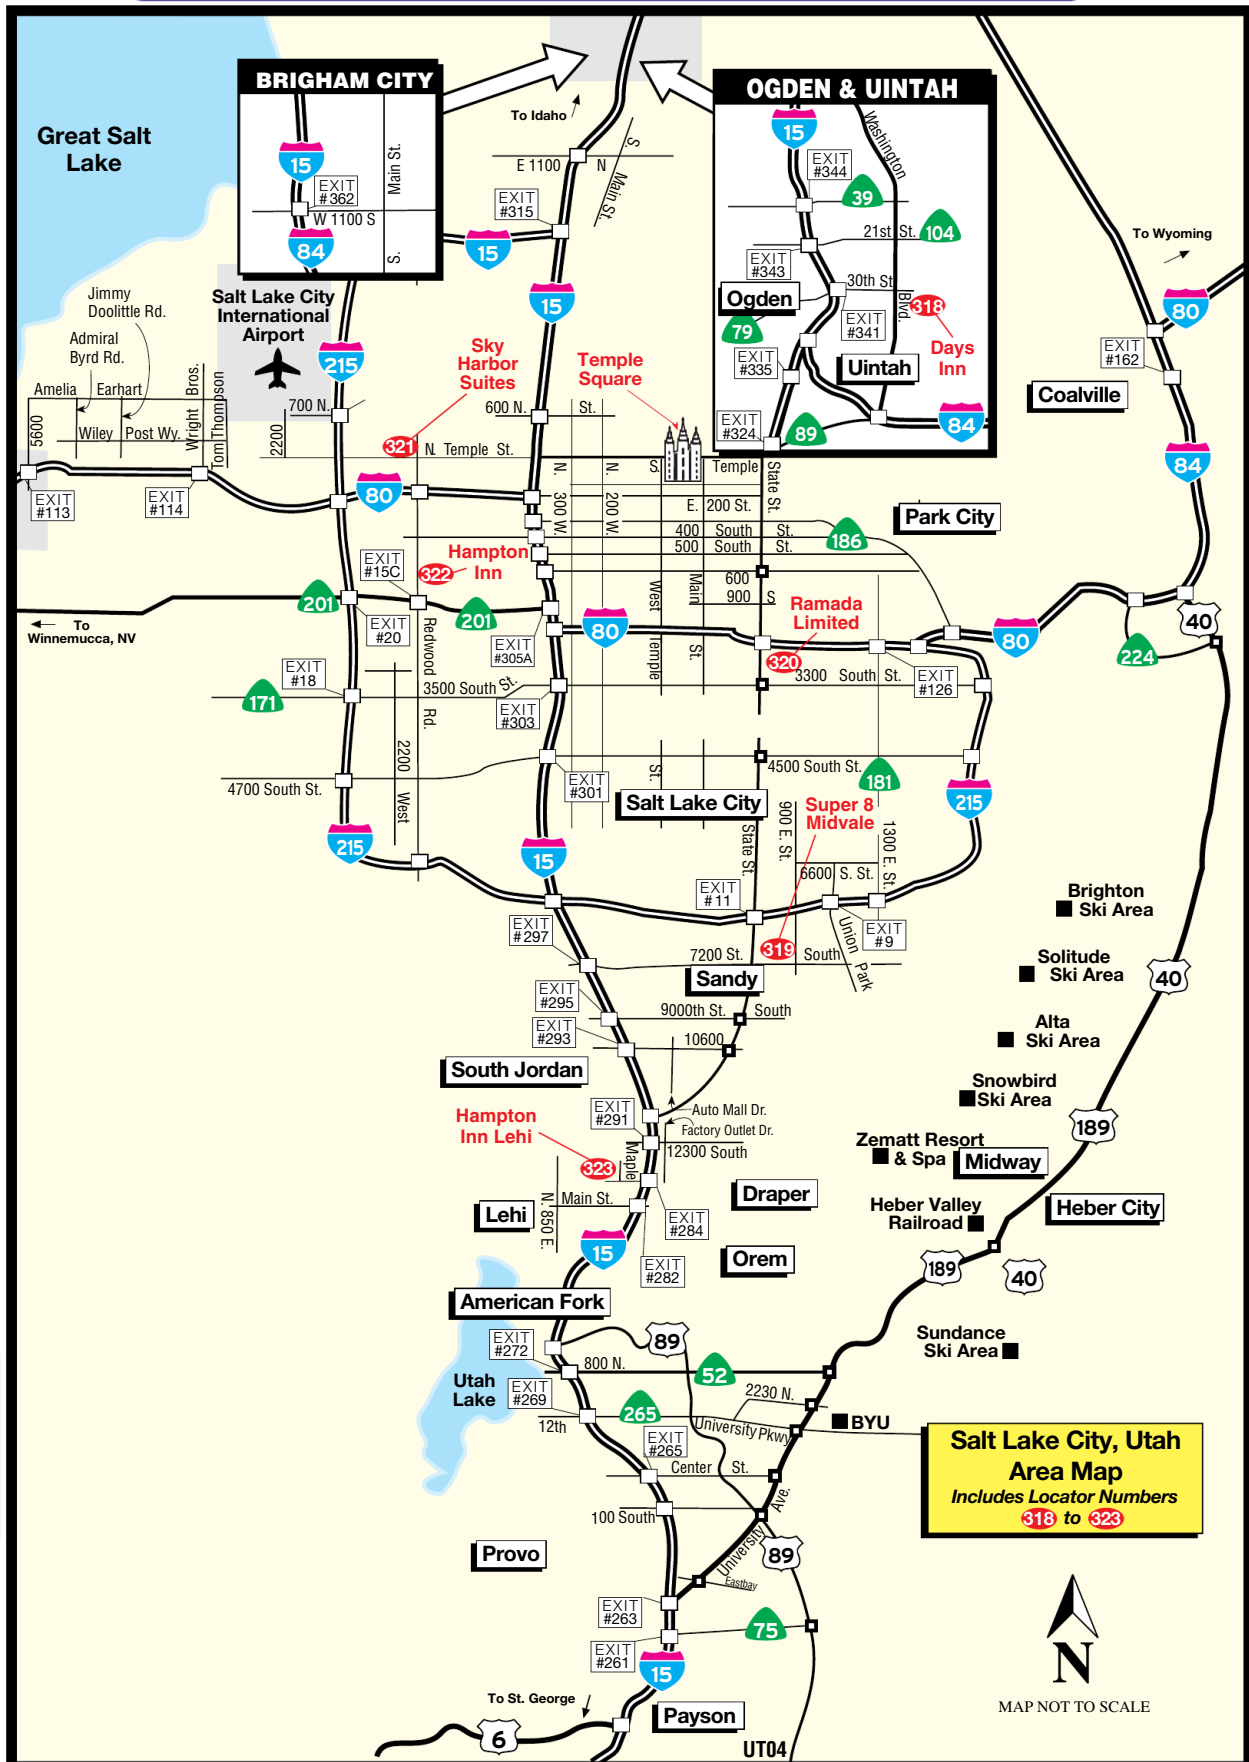 BRIGHAM CITY
15
EXIT
#362
Main St.
W 1100 S
84
S.
Great Salt
Lake
To Idaho
E 1100 N
S.
Main St.
EXIT
#315
15
15
OGDEN & UINTAH
15
Washington
EXIT
#344
39
21st St.
104
EXIT
#343
Ogden
30th St
Blvd.
318
79
EXIT
#341
Days
Inn
EXIT
#335
Uintah
EXIT
#324
89
84
To Wyoming
80
EXIT
#162
Coalville
84
Jimmy
Doolittle Rd.
Admiral
Byrd Rd.
Amelia Earhart
Wiley Post Wy.
5600
Wright Bros.
Tom Thompson
Salt Lake City
International
Airport
215
700 N.
2200
EXIT
#113
EXIT
#114
80
Sky
Harbor
Suites
321
N. Temple St.
600 N. St.
Temple
Square
S. Temple
State St.
N.
300 W.
N.
200 W.
E. 200 St.
400 South St.
500 South St.
186
Park City
600
900 S
West
Temple
St.
Main
St.
Hampton
Inn
322
EXIT
#15C
201
201
To
Winnemucca, NV
EXIT
#20
Redwood
Rd.
EXIT
#305A
80
Ramada
Limited
320
80
40
224
EXIT
#18
171
3500 South St.
EXIT
#303
3300 South St.
EXIT
#126
2200
West
4700 South St.
EXIT
#301
4500 South St.
181
215
215
15
Salt Lake City
State St.
900 E. St.
Super 8
Midvale
1300 E. St.
6600 S. St.
EXIT
#11
EXIT
#9
Union Park
EXIT
#297
7200 St. South
319
Sandy
EXIT
#295
9000th St. South
EXIT
#293
10600
South Jordan
Brighton
Ski Area
Solitude
Ski Area
40
Alta
Ski Area
Snowbird
Ski Area
189
Zematt Resort
& Spa
Midway
Heber Valley
Railroad
Heber City
189
40
Sundance
Ski Area
EXIT
#291
Auto Mall Dr.
Factory Outlet Dr.
12300 South
Hampton
Inn Lehi
323
Maple
Main St.
N. 850 E.
Lehi
EXIT
#284
Draper
15
EXIT
#282
Orem
American Fork
EXIT
#272
89
800 N.
52
Utah
Lake
EXIT
#269
265
12th
2230 N.
University Pkwy
BYU
EXIT
#265
Center St.
100 South
University Ave.
Eastbay
89
Provo
EXIT
#263
EXIT
#261
75
15
To St. George
6
Payson
UT04
Salt Lake City, Utah
Area Map
Includes Locator Numbers
318 to 323
N
MAP NOT TO SCALE